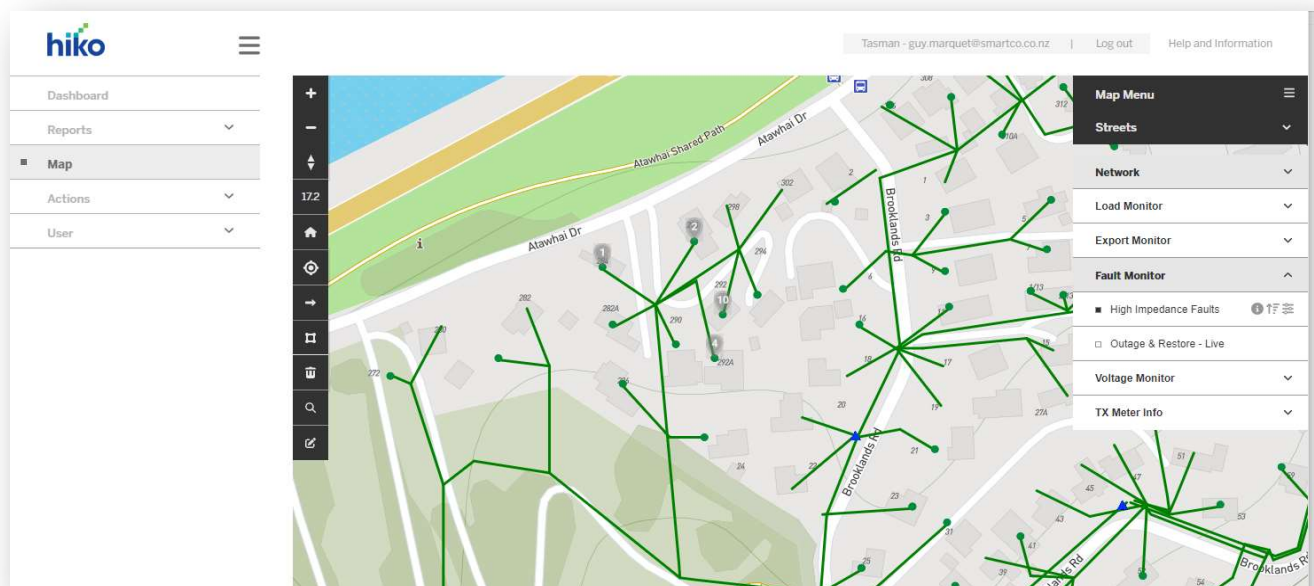 hiko
Tasman - guy.marquet@smartco.co.nz | Log out Help and Information
Dashboard
Reports
Map
Actions
User
+
−
17.2
Map Menu
Streets
Network
Load Monitor
Export Monitor
Fault Monitor
High Impedance Faults
Outage & Restore - Live
Voltage Monitor
TX Meter Info
308
312
10A
Atawhai Dr
Atawhai Shared Path
302
2
1
298
2
Brooklands Rd
3
5
Atawhai Dr
1
294
6
9
292
10
282
282A
290
16
4
292A
18
17
15
272
20
19
27A
24
22
21
Brooklands Rd
51
47
45
23
53
43
31
41
25
39
Brooklands Rd
54